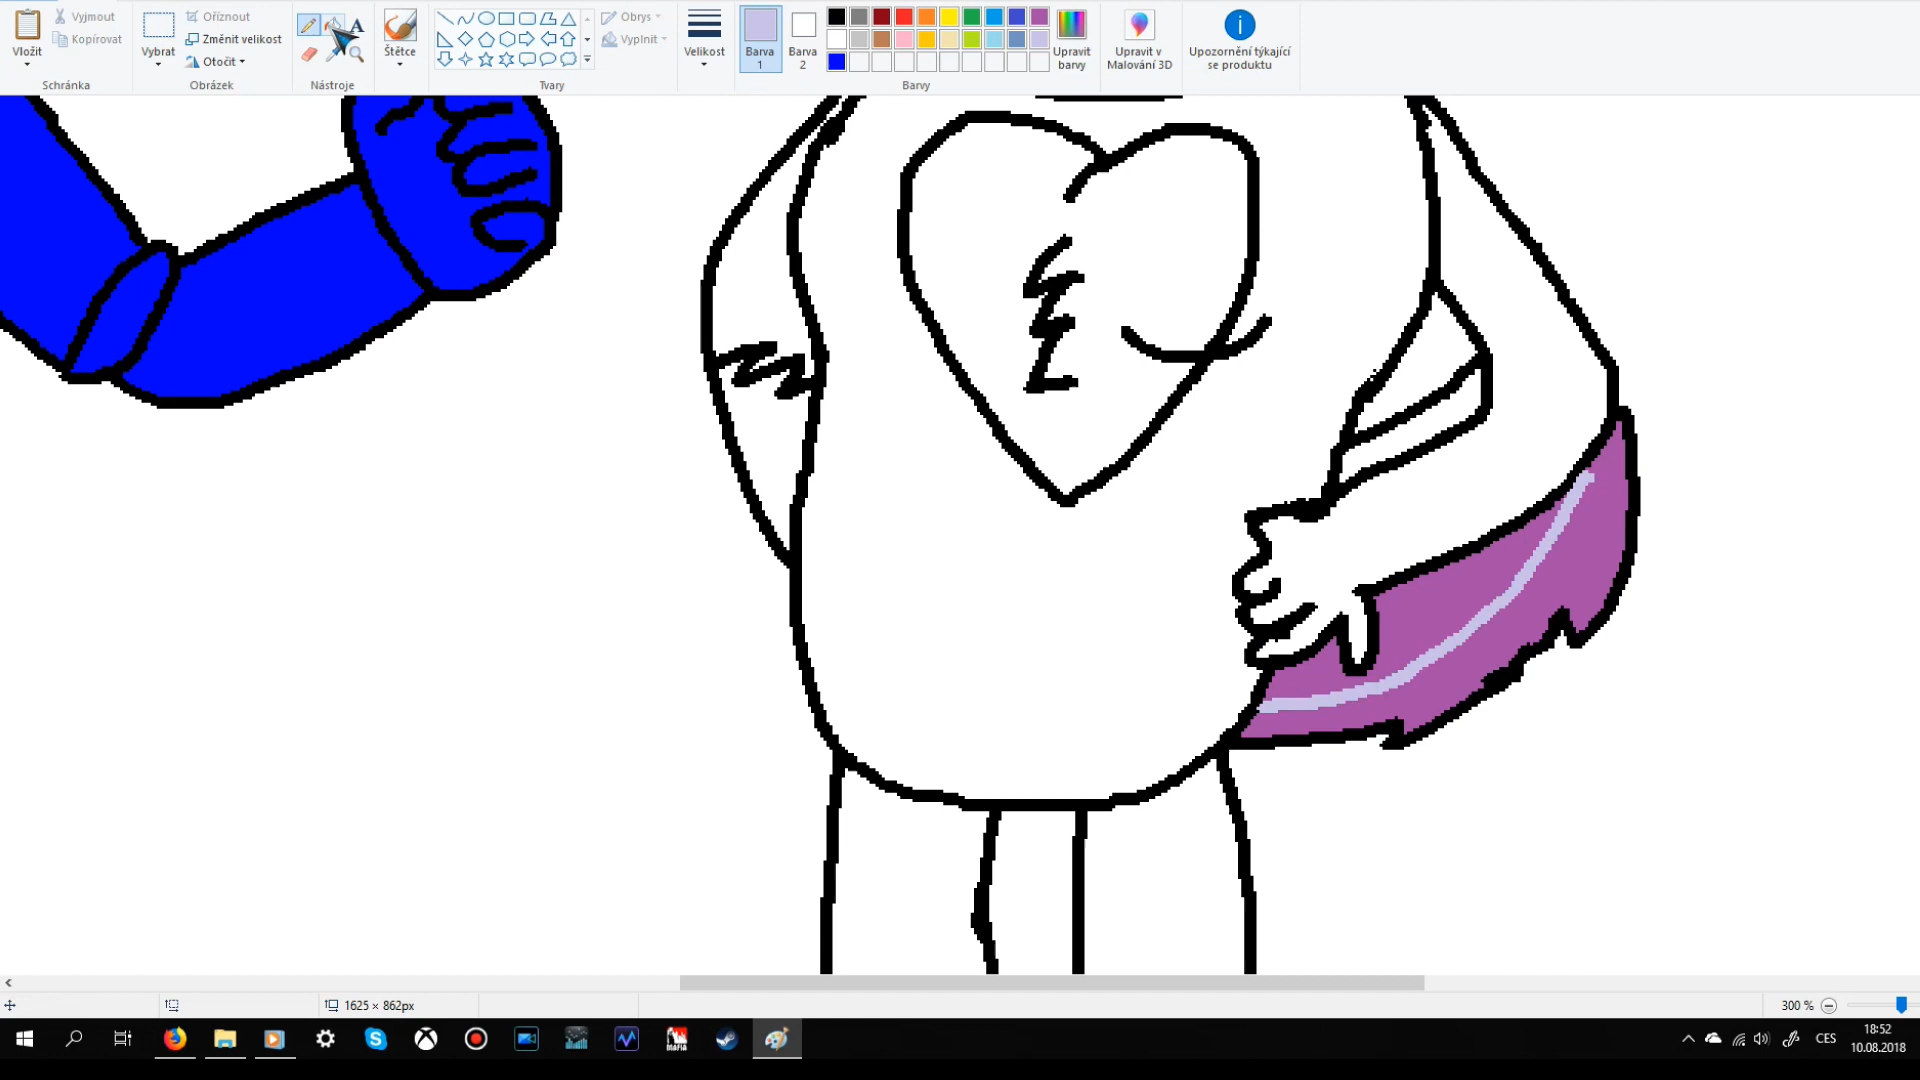 Vložit
Vyjmout
Kopírovat
Schránka
Vybrat
Oříznout
Změnit velikost
Otočit
Obrázek
A
Nástroje
Štětce
Tvary
Obrys
Vyplnit
Velikost
Barva
1
Barva
2
Upravit
barvy
Barvy
Upravit v
Malování 3D
Upozornění týkající
se produktu
1625 × 862px
300 %
CES
18:52
10.08.2018